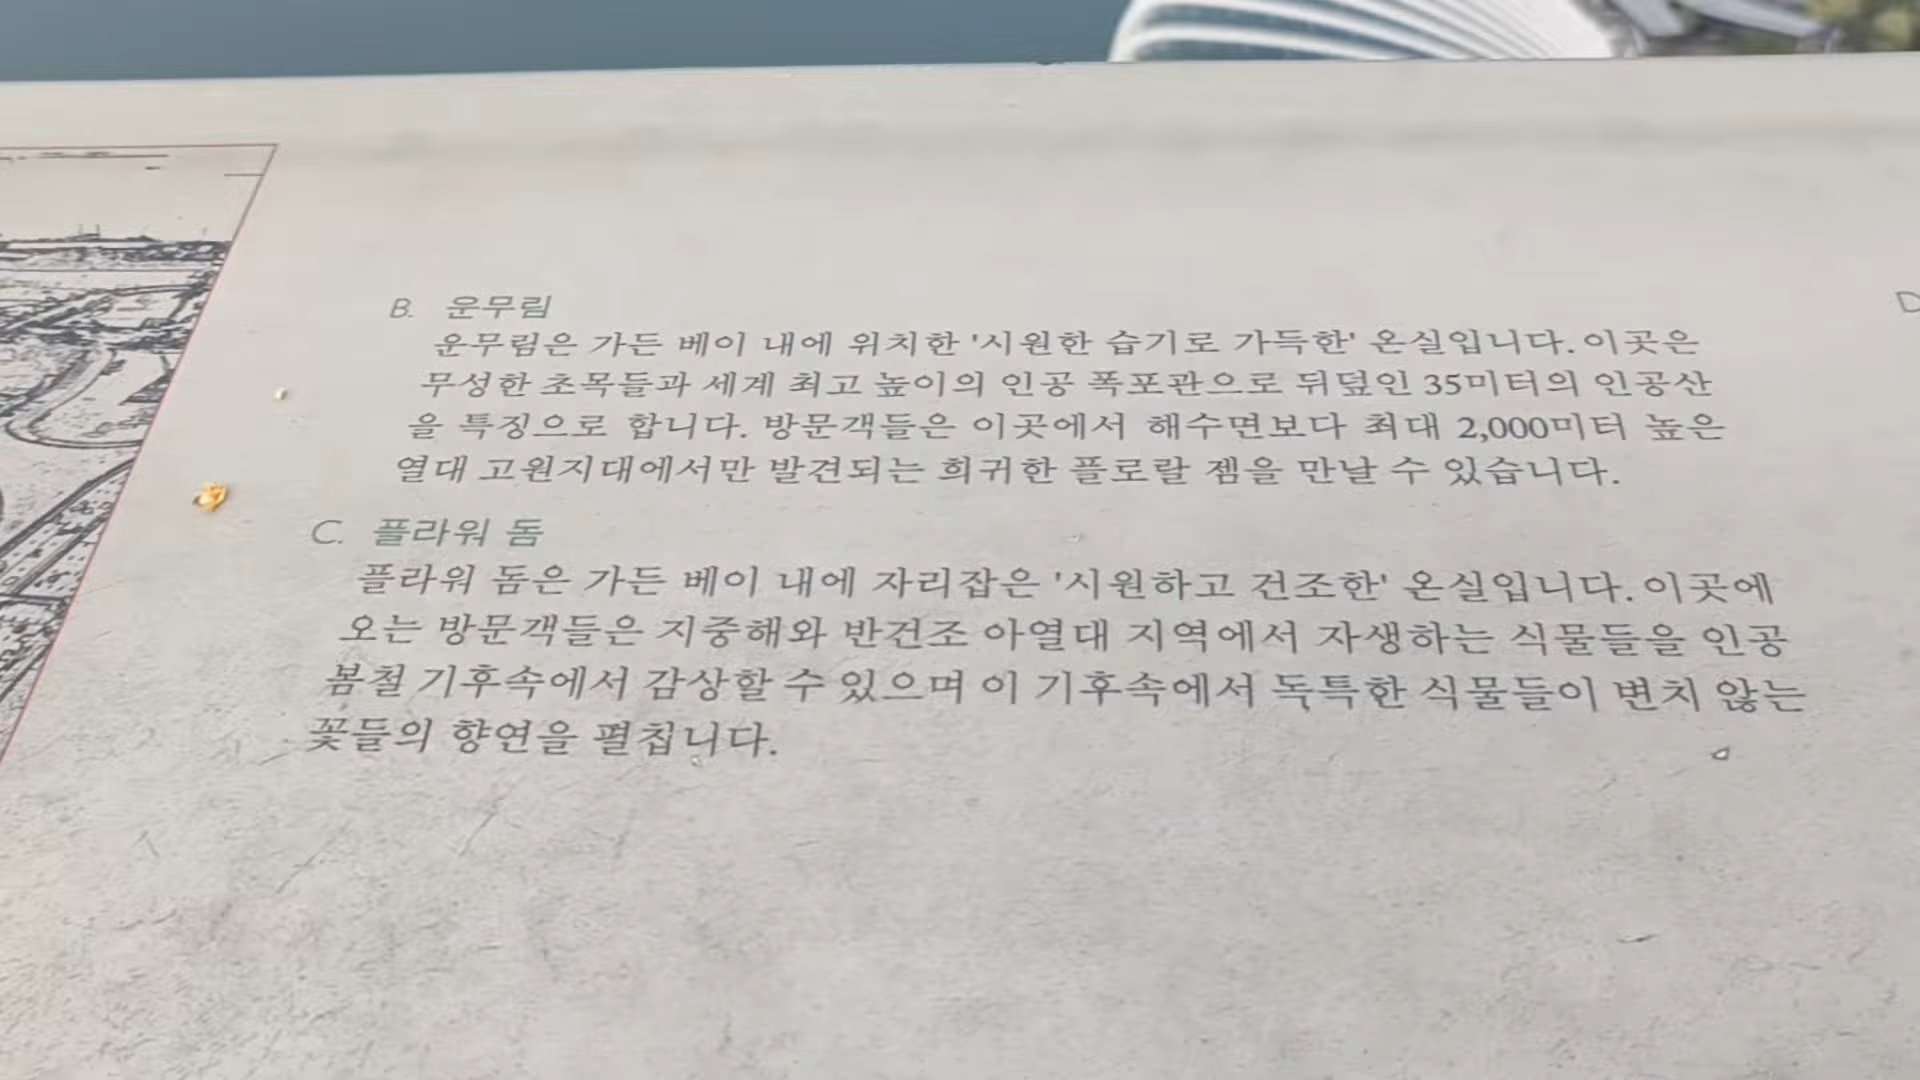 B. 운무림
운무림은 가든 베이 내에 위치한 '시원한 습기로 가득한' 온실입니다. 이곳은
무성한 초목들과 세계 최고 높이의 인공 폭포관으로 뒤덮인 35미터의 인공산
을 특징으로 합니다. 방문객들은 이곳에서 해수면보다 최대 2,000미터 높은
열대 고원지대에서만 발견되는 희귀한 플로랄 젬을 만날 수 있습니다.
C. 플라워 돔
플라워 돔은 가든 베이 내에 자리잡은 '시원하고 건조한' 온실입니다. 이곳에
오는 방문객들은 지중해와 반건조 아열대 지역에서 자생하는 식물들을 인공
봄철 기후속에서 감상할 수 있으며 이 기후속에서 독특한 식물들이 변치 않는
꽃들의 향연을 펼칩니다.
D